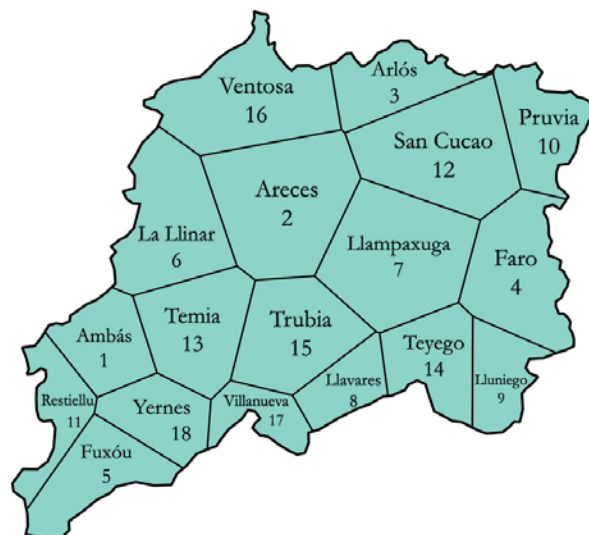 Arlós
3
Ventosa
16
Pruvia
10
San Cucao
12
Areces
2
La Llinar
6
Llampaxuga
7
Faro
4
Temia
13
Trubia
15
Ambás
1
Teyego
14
Lluniego
9
Llavares
8
Restiellu
11
Yernes
18
Villanueva
17
Fuxóu
5